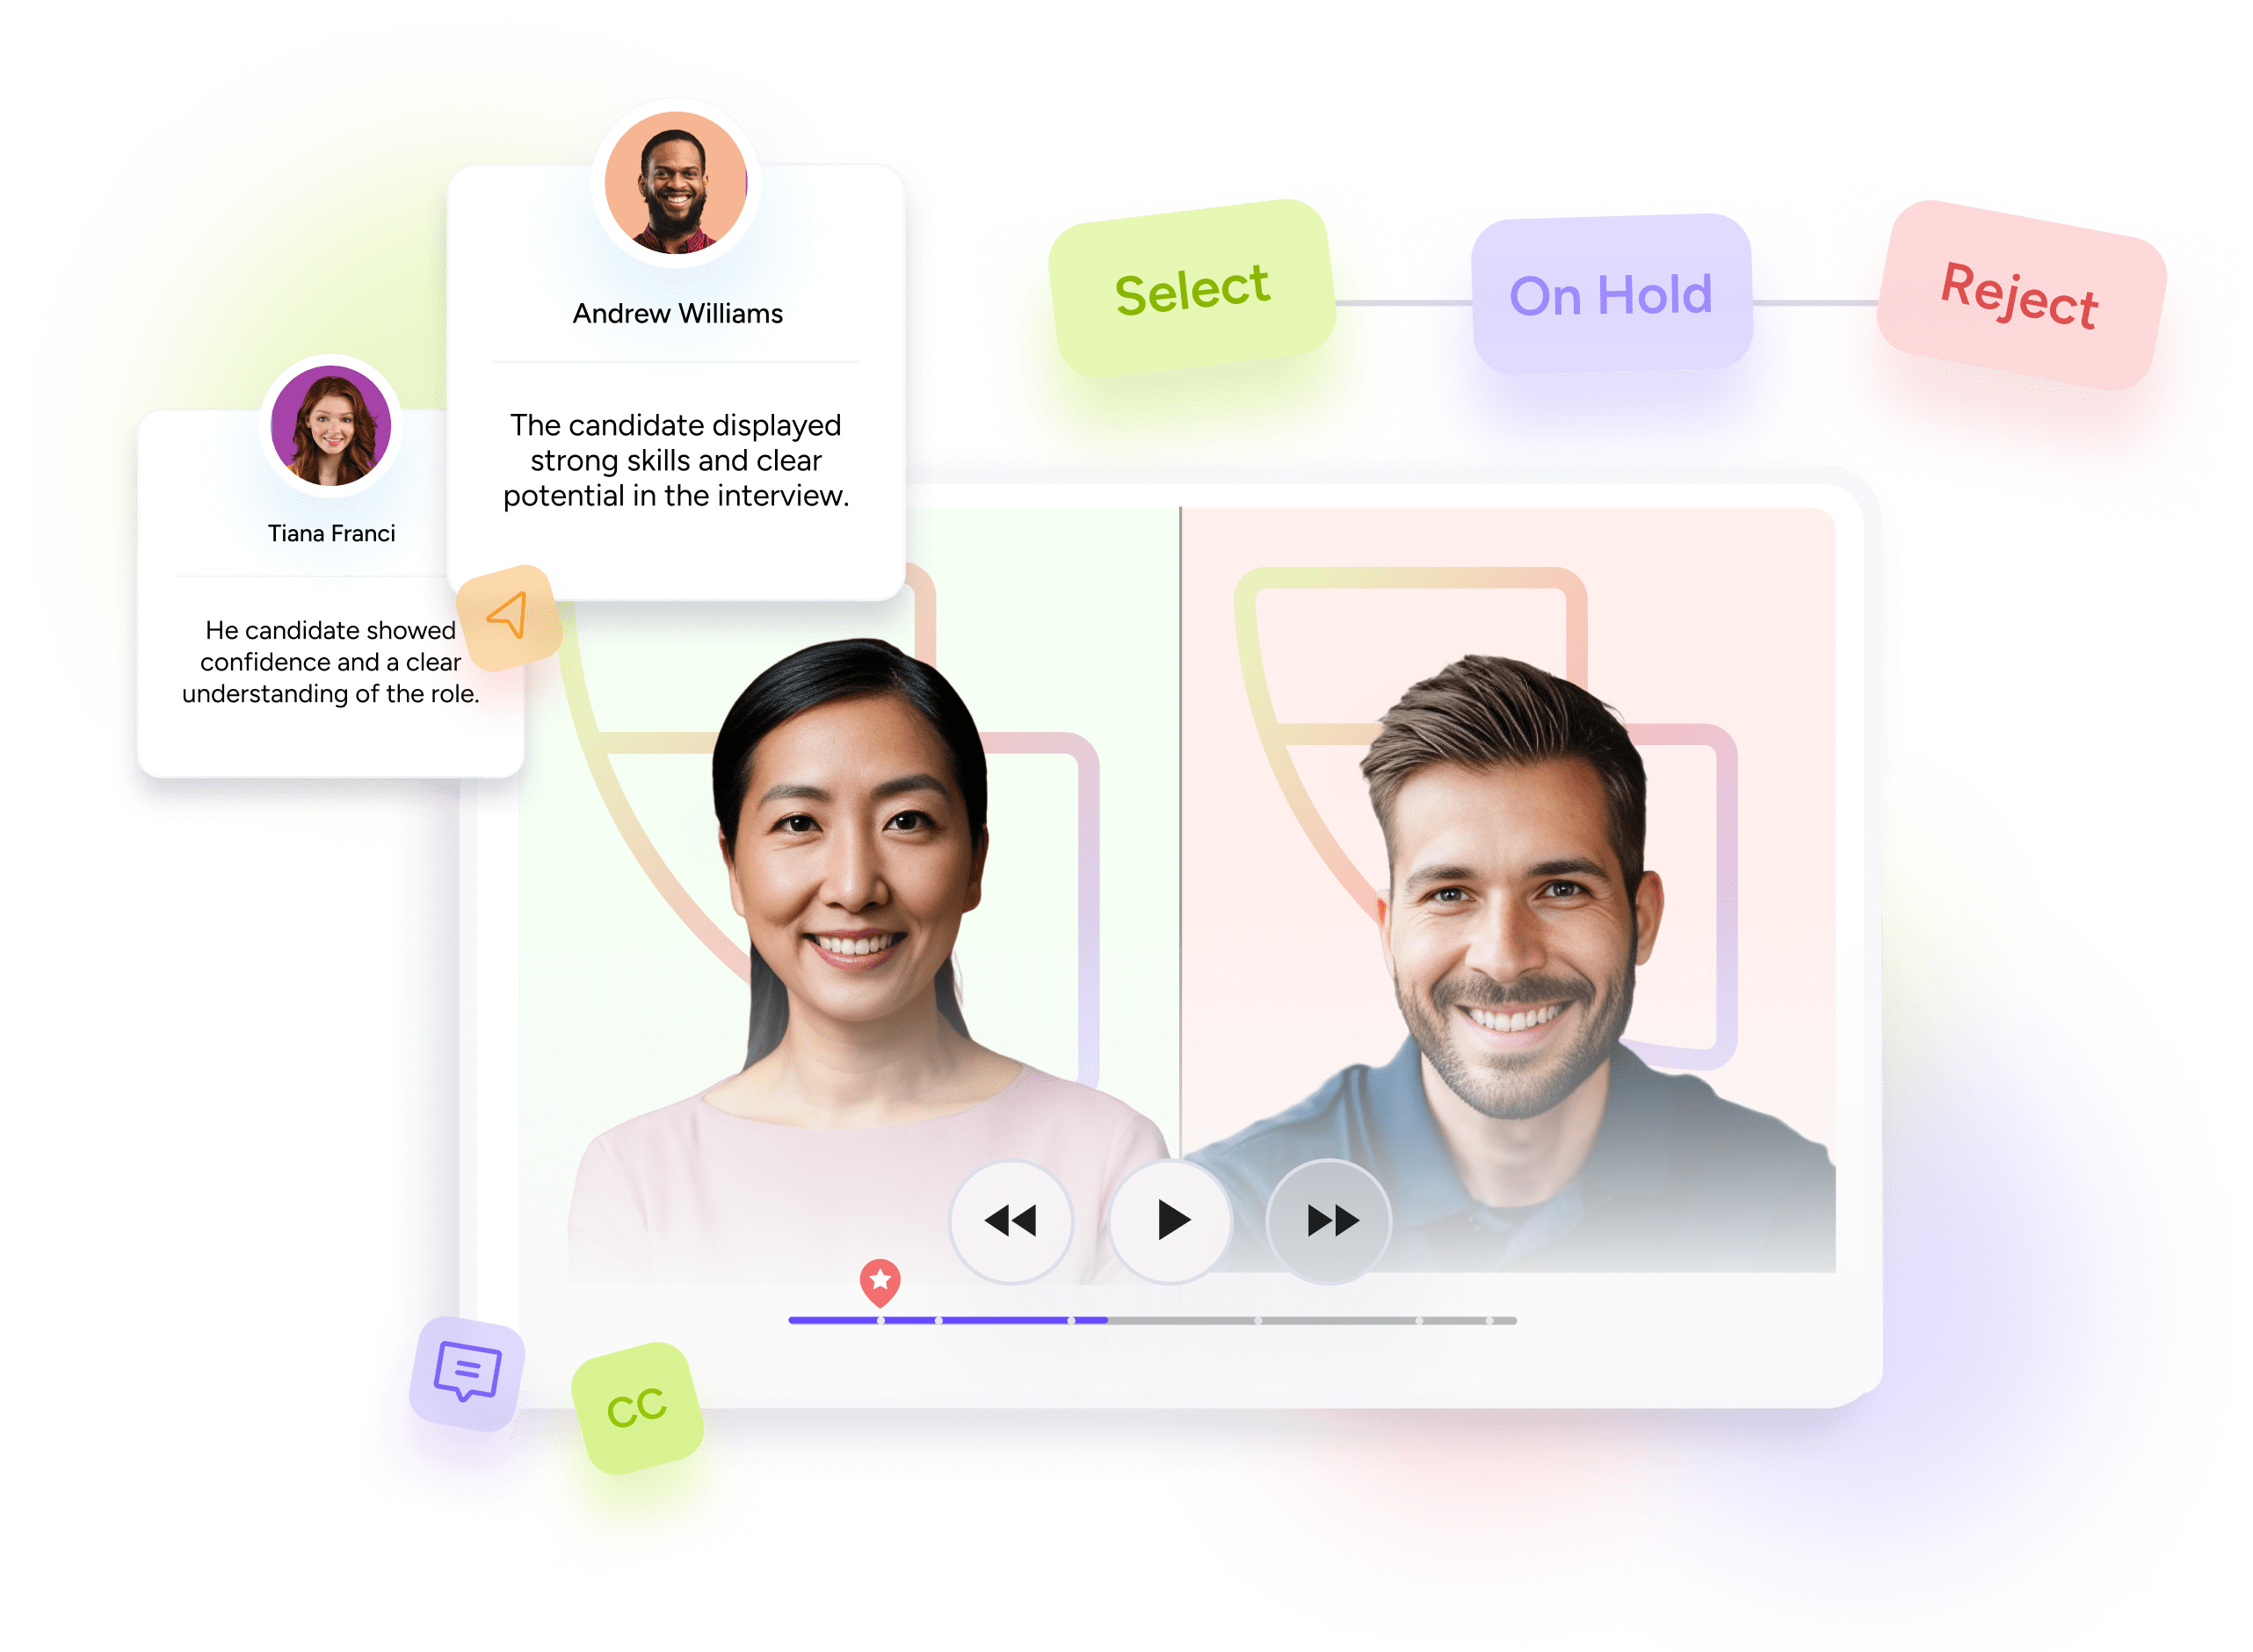 Andrew Williams
The candidate displayed
strong skills and clear
potential in the interview.
Tiana Franci
He candidate showed
confidence and a clear
understanding of the role.
Select
On Hold
Reject
CC